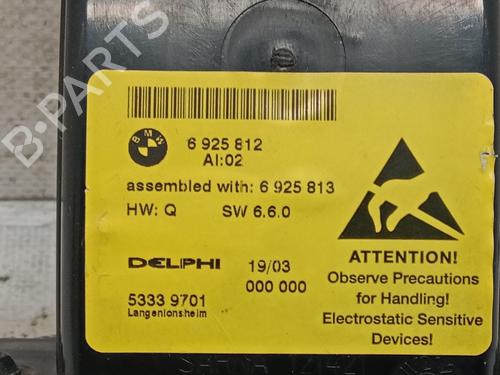 B-PARTS
BMW
6 925 812
AI:02
assembled with: 6 925 813
HW: Q SW 6.6.0
DELPHI 19/03
000 000
5333 9701
Langenlonsheim
ATTENTION!
Observe Precautions
for Handling!
Electrostatic Sensitive
Devices!